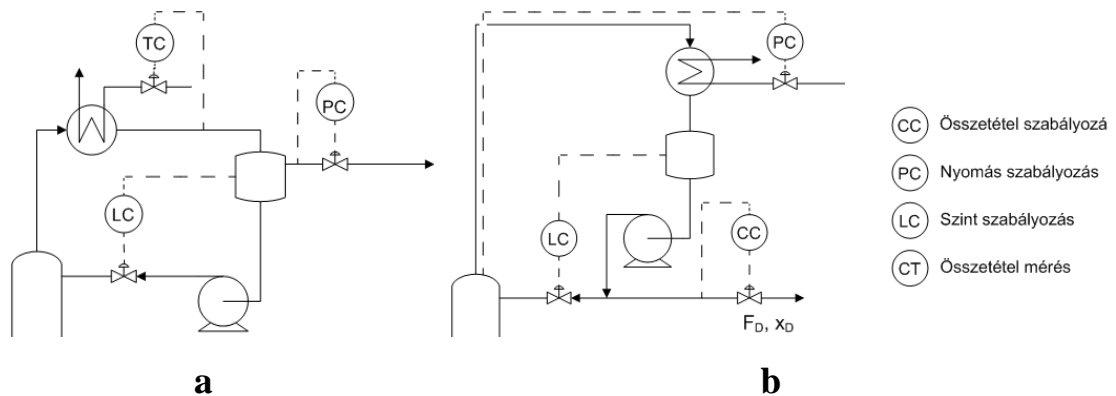 TC
PC
LC
a
PC
LC
CC
F_D, x_D
b
CC Összetétel szabályozá
PC Nyomás szabályozás
LC Szint szabályozás
CT Összetétel mérés